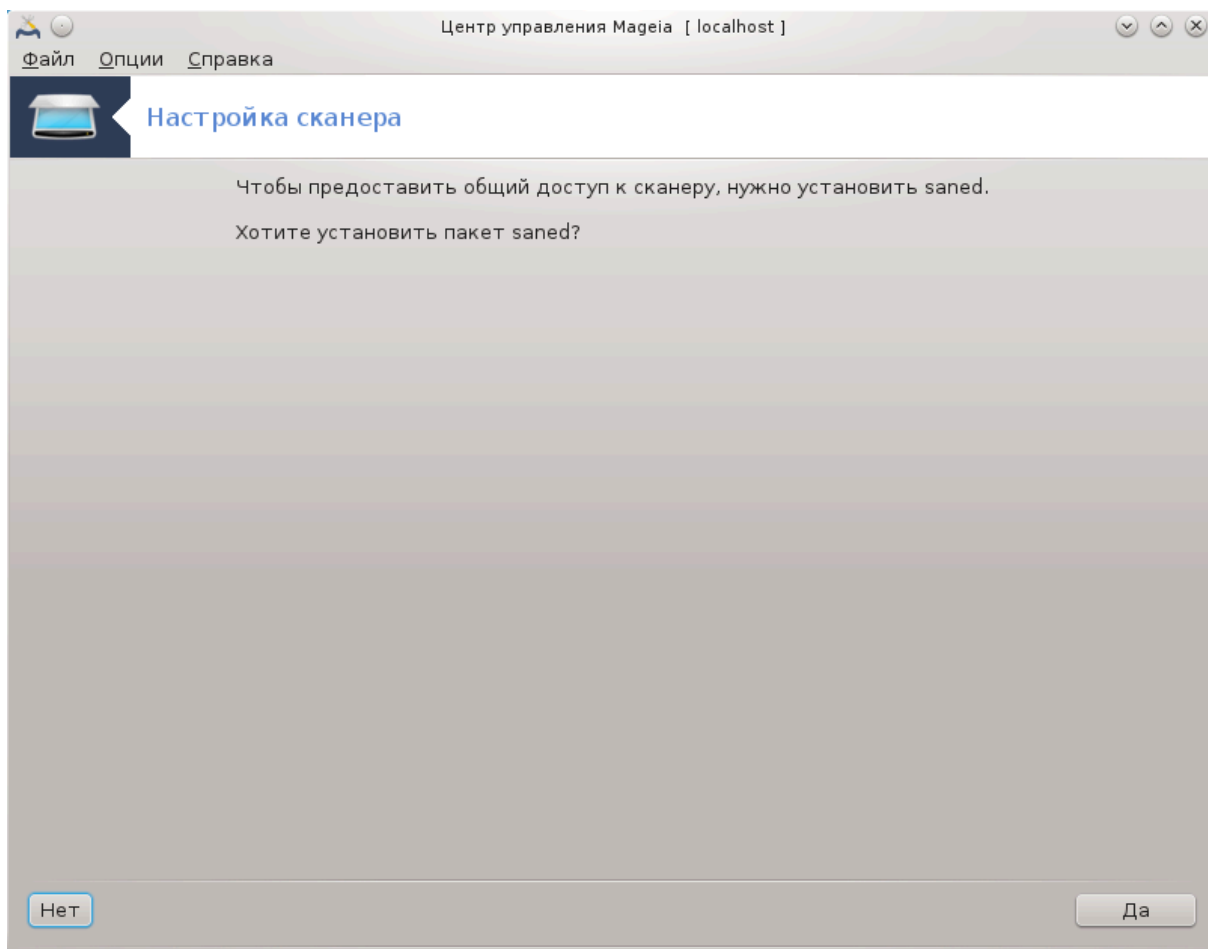 Центр управления Mageia [ localhost ]
Файл Опции Справка
Настройка сканера
Чтобы предоставить общий доступ к сканеру, нужно установить saned.
Хотите установить пакет saned?
Нет Да